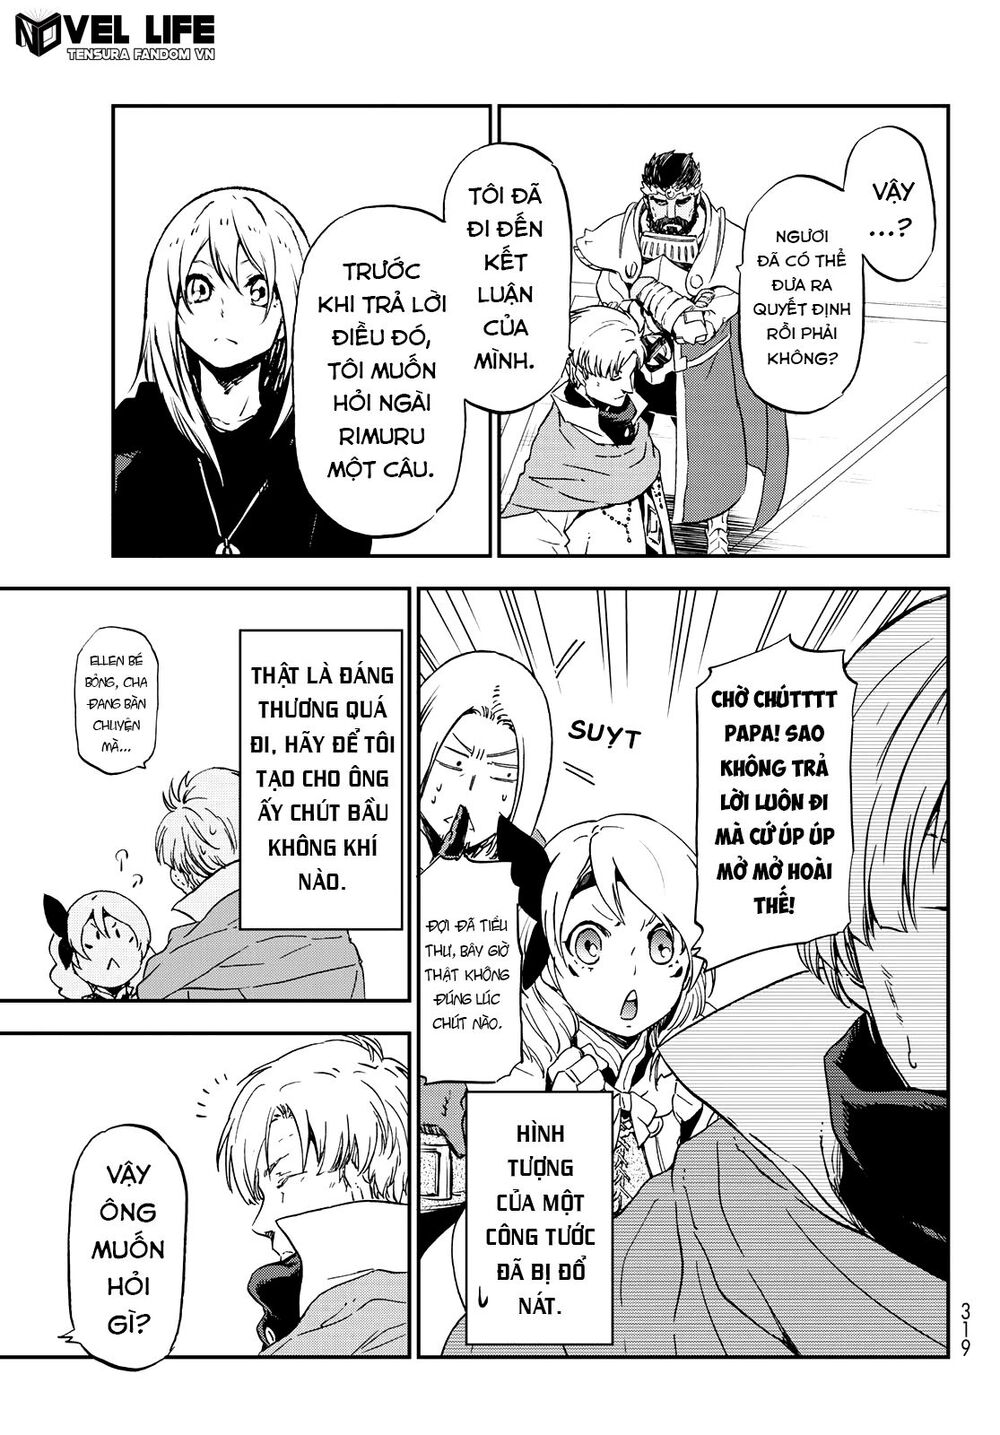 NOVEL LIFE
TENSURA FANDOM VN
VẬY
...?
NGƯƠI
ĐÃ CÓ THỂ
ĐƯA RA
QUYẾT ĐỊNH
RỒI PHẢI
KHÔNG?
TÔI ĐÃ
ĐI ĐẾN
KẾT
LUẬN
CỦA
MÌNH.
TRƯỚC
KHI TRẢ LỜI
ĐIỀU ĐÓ,
TÔI MUỐN
HỎI NGÀI
RIMURU
MỘT CÂU.
CHỜ CHÚTTTT
PAPA! SAO
KHÔNG TRẢ
LỜI LUÔN ĐI
MÀ CỨ ÚP ÚP
MỞ MỞ HOÀI
THẾ!
SUỵT
ĐỢI ĐÃ TIỂU
THƯ, BÂY GIỜ
THẬT KHÔNG
ĐÚNG LÚC
CHÚT NÀO.
HÌNH
TƯỢNG
CỦA MỘT
CÔNG TƯỚC
ĐÃ BỊ ĐỔ
NÁT.
THẬT LÀ ĐÁNG
THƯƠNG QUÁ
ĐI, HÃY ĐỂ TÔI
TẠO CHO ÔNG
ẤY CHÚT BẦU
KHÔNG KHÍ
NÀO.
ELLEN BÉ
BỎNG, CHA
ĐANG BÀN
CHUYỆN
MÀ...
VẬY
ÔNG
MUỐN
HỎI
GÌ?
319